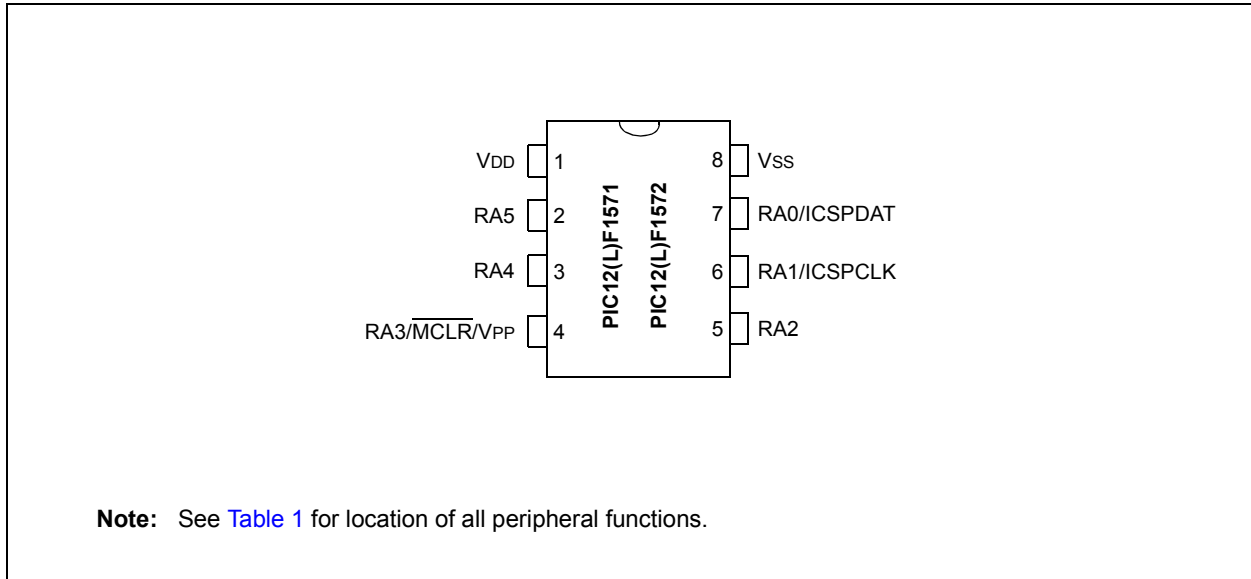 VDD 1 8 VSS
RA5 2 7 RA0/ICSPDAT
RA4 3 6 RA1/ICSPCLK
RA3/MCLR/VPP 4 5 RA2
PIC12(L)F1571
PIC12(L)F1572
Note: See Table 1 for location of all peripheral functions.